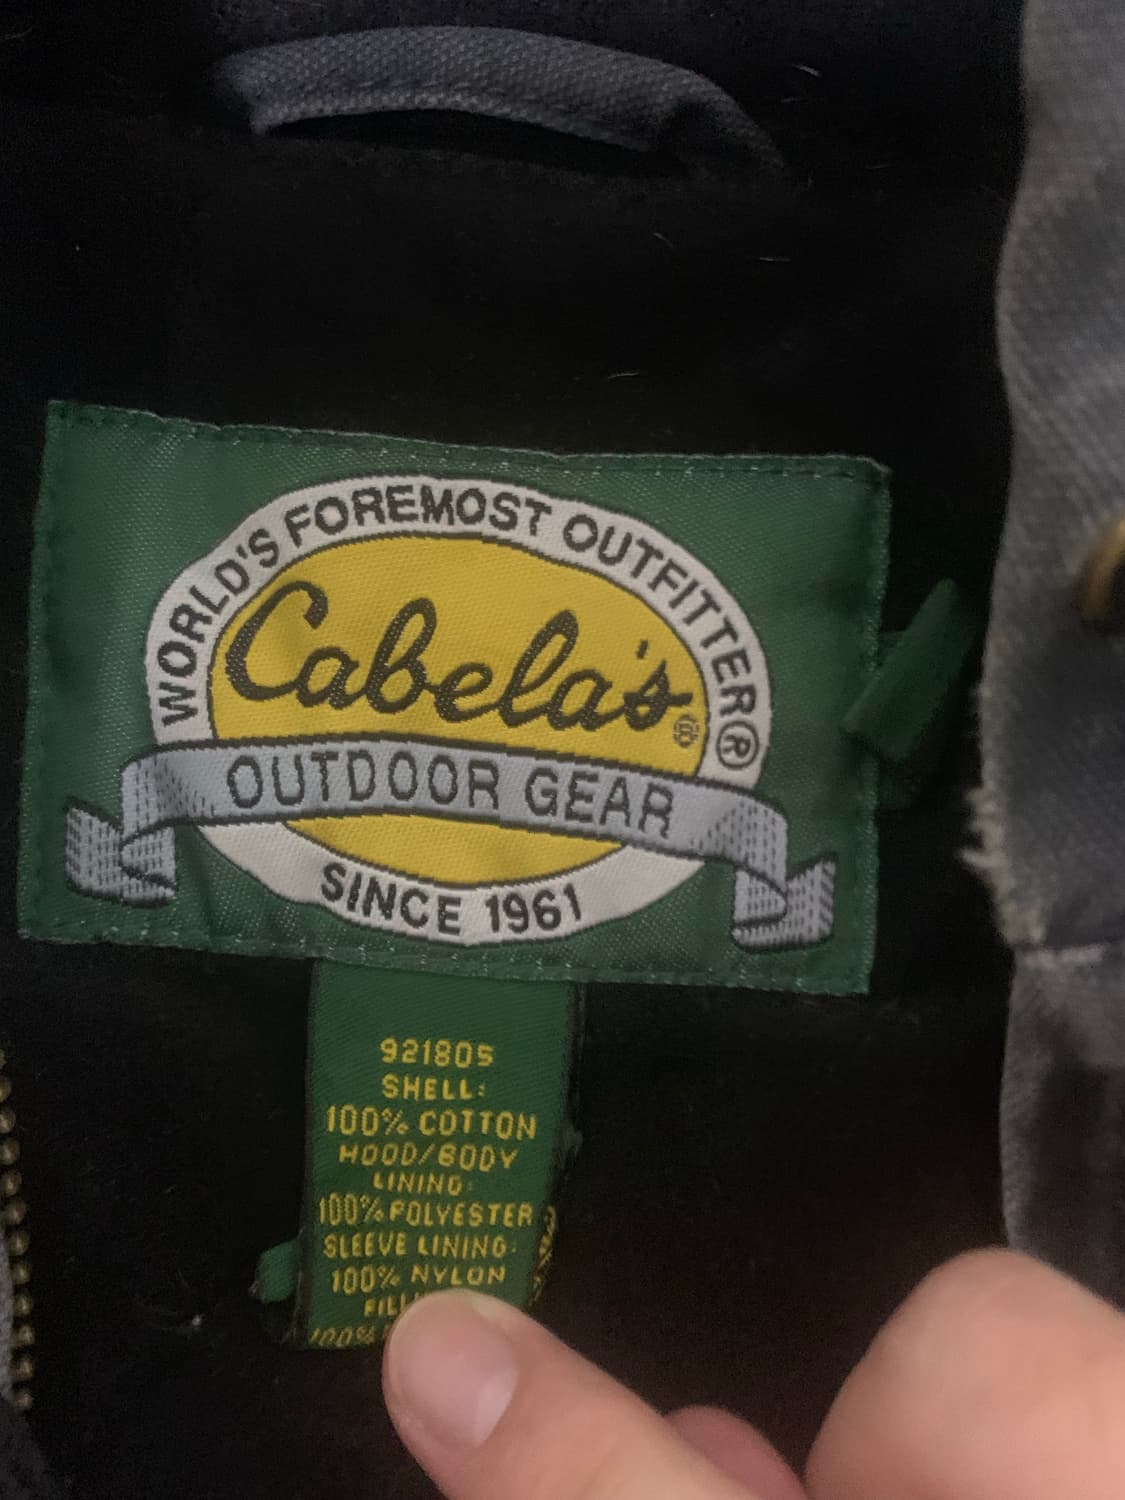 WORLD'S FOREMOST OUTFITTER®
Cabela's®
OUTDOOR GEAR
SINCE 1961
921805
SHELL:
100% COTTON
HOOD/BODY
LINING:
100% POLYESTER
SLEEVE LINING:
100% NYLON
100%